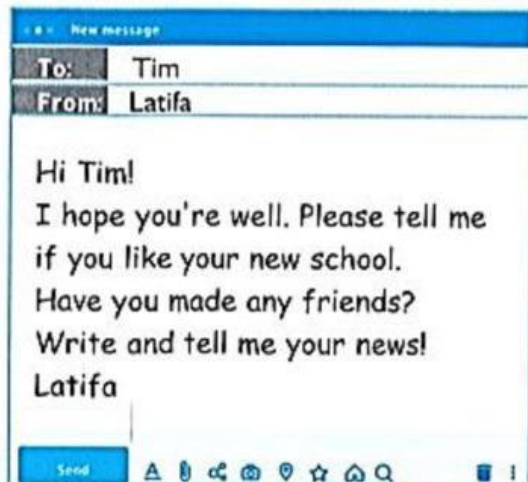 New message
To: Tim
From: Latifa
Hi Tim!
I hope you're well. Please tell me
if you like your new school.
Have you made any friends?
Write and tell me your news!
Latifa
Send